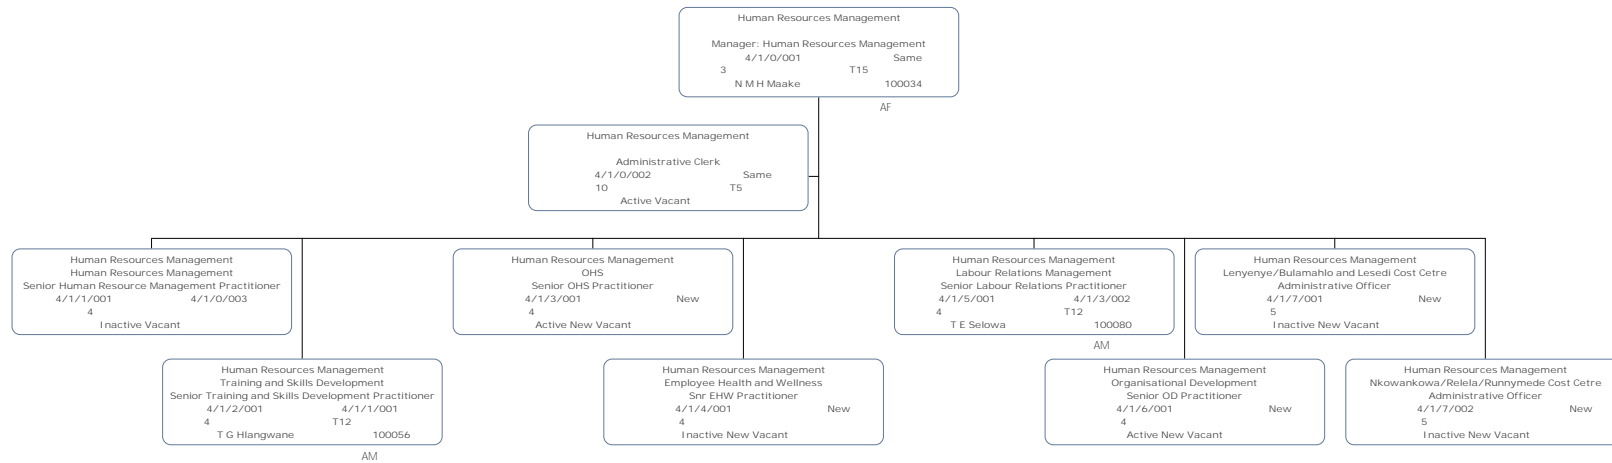 Human Resources Management
Manager: Human Resources Management
4/1/0/001 Same
3 T15
N M H Maake 100034
AF
Human Resources Management
Administrative Clerk
4/1/0/002 Same
10 T5
Active Vacant
Human Resources Management
Human Resources Management
Senior Human Resource Management Practitioner
4/1/1/001 4/1/0/003
4
Inactive Vacant
Human Resources Management
Training and Skills Development
Senior Training and Skills Development Practitioner
4/1/2/001 4/1/1/001
4 T12
T G Hlangwane 100056
AM
Human Resources Management
OHS
Senior OHS Practitioner
4/1/3/001 New
4
Active New Vacant
Human Resources Management
Employee Health and Wellness
Snr EHW Practitioner
4/1/4/001 New
4
Inactive New Vacant
Human Resources Management
Labour Relations Management
Senior Labour Relations Practitioner
4/1/5/001 4/1/3/002
4 T12
T E Selowa 100080
AM
Human Resources Management
Organisational Development
Senior OD Practitioner
4/1/6/001 New
4
Active New Vacant
Human Resources Management
Lenyenye/Bulamahlo and Lesedi Cost Cetre
Administrative Officer
4/1/7/001 New
5
Inactive New Vacant
Human Resources Management
Nkowankowa/Relela/Runnymede Cost Cetre
Administrative Officer
4/1/7/002 New
5
Inactive New Vacant